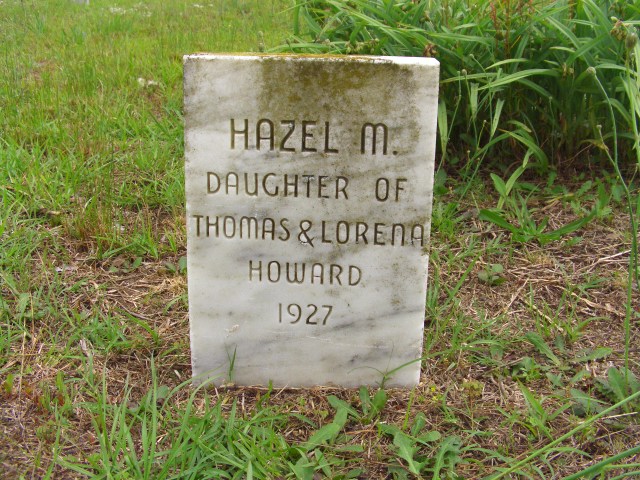 HAZEL M.
DAUGHTER OF
THOMAS & LORENA
HOWARD
1927